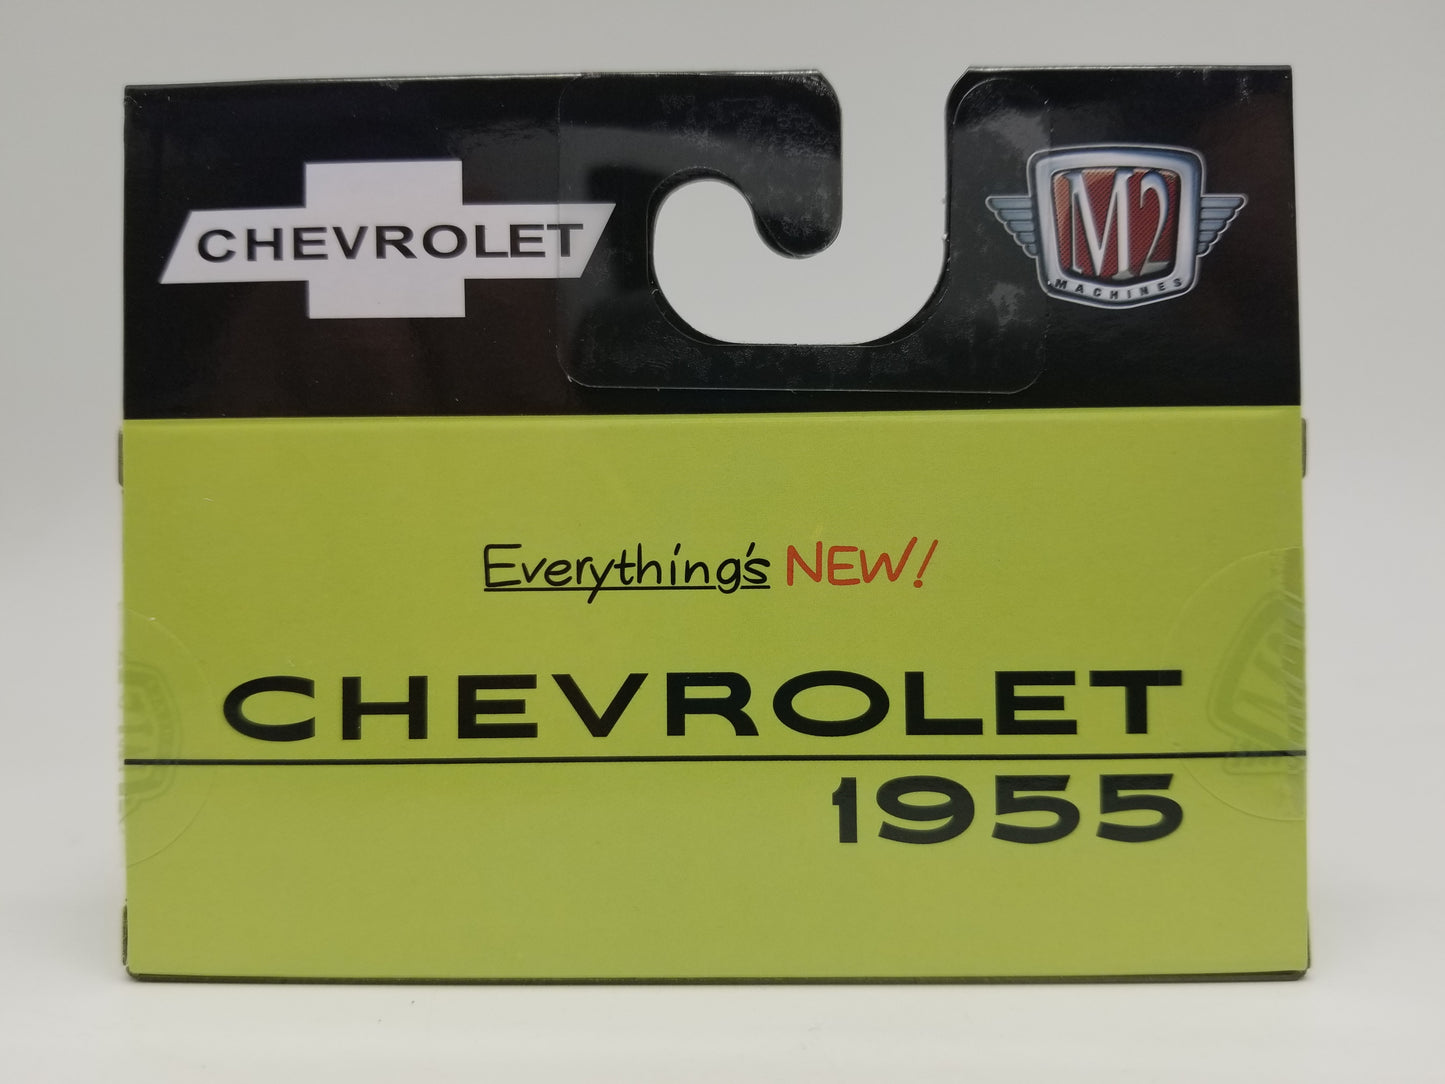 CHEVROLET
M2
MACHINES
Everything's NEW!
CHEVROLET
1955